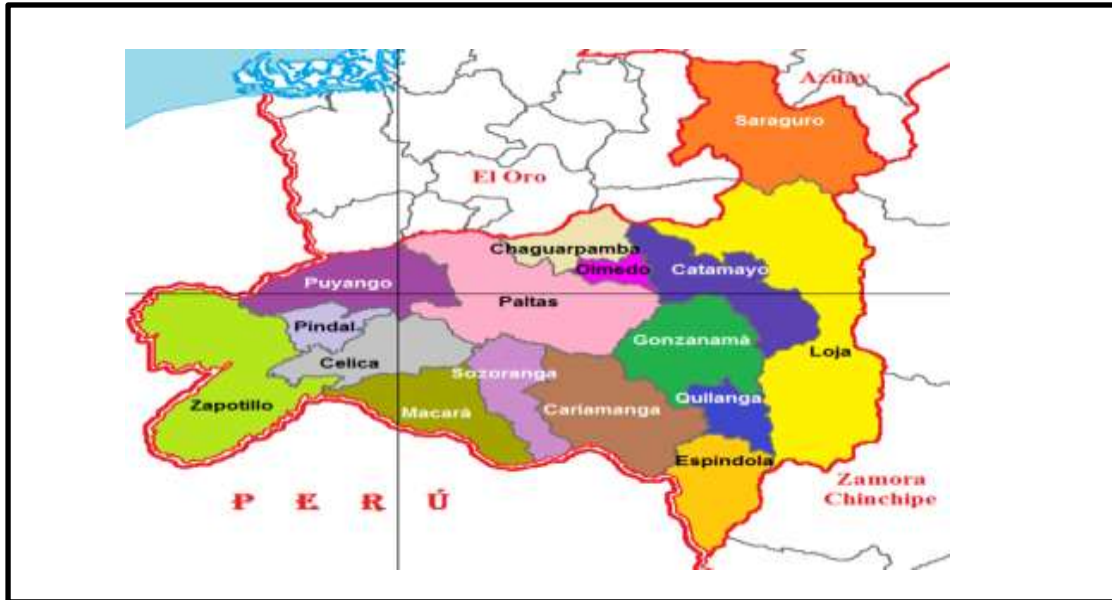 Azuay
Saraguro
El Oro
Chaguarpamba
Olmedo
Catamayo
Puyango
Paltas
Pindal
Gonzanamá
Loja
Celica
Sozoranga
Quilanga
Zapotillo
Macará
Cariamanga
Espindola
Zamora
Chinchipe
P E R Ú